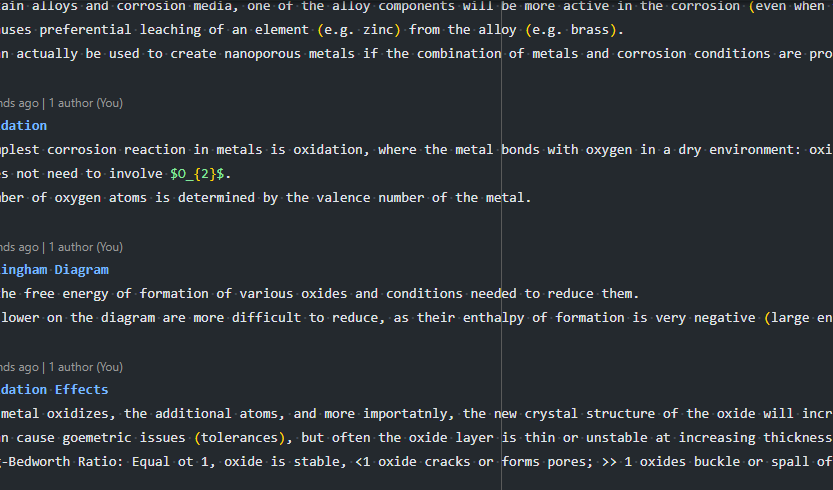 tain alloys and corrosion media, one of the alloy components will be more active in the corrosion (even when
uses preferential leaching of an element (e.g. zinc) from the alloy (e.g. brass).
n actually be used to create nanoporous metals if the combination of metals and corrosion conditions are pro
nds ago | 1 author (You)
dation
plest corrosion reaction in metals is oxidation, where the metal bonds with oxygen in a dry environment: oxi
s not need to involve $O_{2}$.
ber of oxygen atoms is determined by the valence number of the metal.
nds ago | 1 author (You)
ingham Diagram
he free energy of formation of various oxides and conditions needed to reduce them.
lower on the diagram are more difficult to reduce, as their enthalpy of formation is very negative (large en
nds ago | 1 author (You)
dation Effects
metal oxidizes, the additional atoms, and more importatnly, the new crystal structure of the oxide will incr
n cause goemetric issues (tolerances), but often the oxide layer is thin or unstable at increasing thickness
g-Bedworth Ratio: Equal ot 1, oxide is stable, <1 oxide cracks or forms pores; >> 1 oxides buckle or spall of